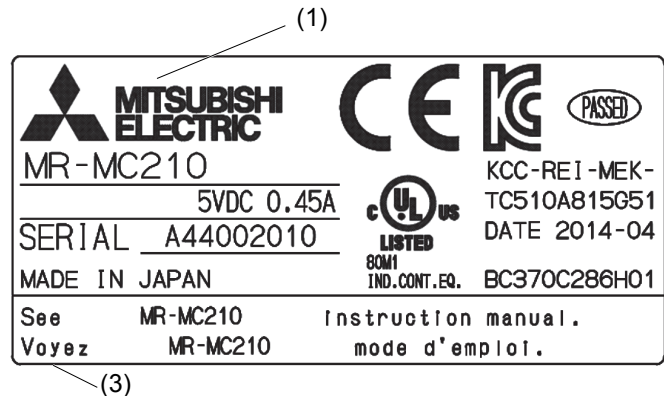 (1)
MITSUBISHI
ELECTRIC
CE
PASSED
MR-MC210
KCC-REI-MEK-
5VDC 0.45A
TC510A815G51
C UL US
LISTED
SERIAL A44002010
DATE 2014-04
80M1
MADE IN JAPAN
IND.CONT.EQ.
BC370C286H01
See MR-MC210 instruction manual.
Voyez MR-MC210 mode d'emploi.
(3)